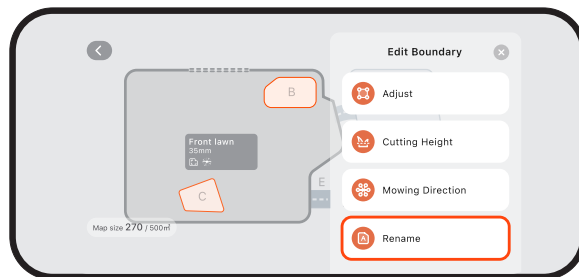 Edit Boundary
B
Adjust
Front lawn
35mm
Cutting Height
C
E
Mowing Direction
Map size 270 / 500㎡
A
Rename